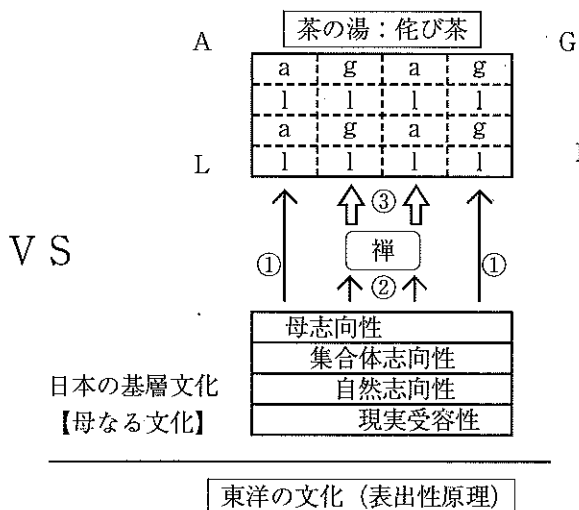 A
茶の湯：侘び茶
G
a g a g
l l l l
a g a g
L
l l l l
③
VS
禅
①
①
②
母志向性
集合体志向性
日本の基層文化
自然志向性
【母なる文化】
現実受容性
東洋の文化（表出性原理）